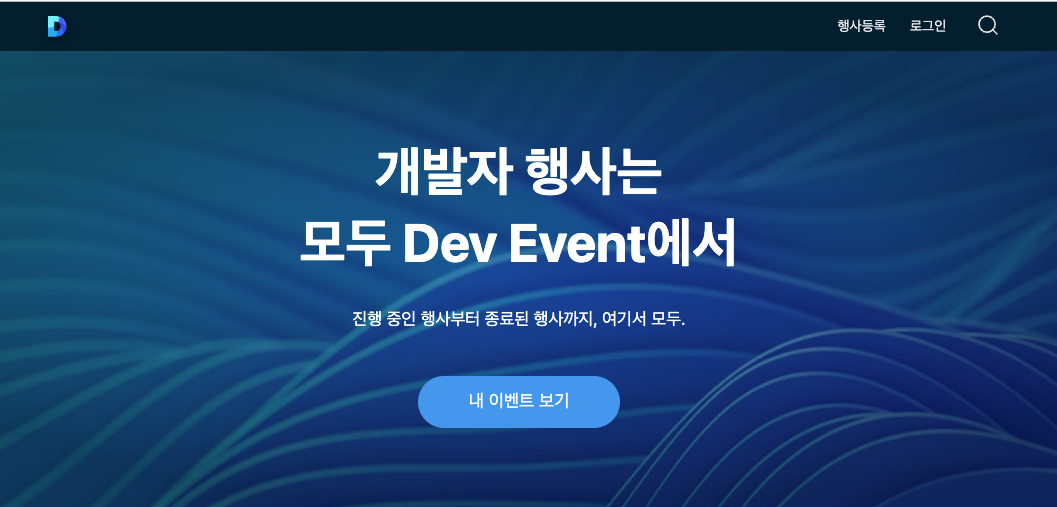 D
행사등록 로그인
개발자 행사는
모두 Dev Event에서
진행 중인 행사부터 종료된 행사까지, 여기서 모두.
내 이벤트 보기